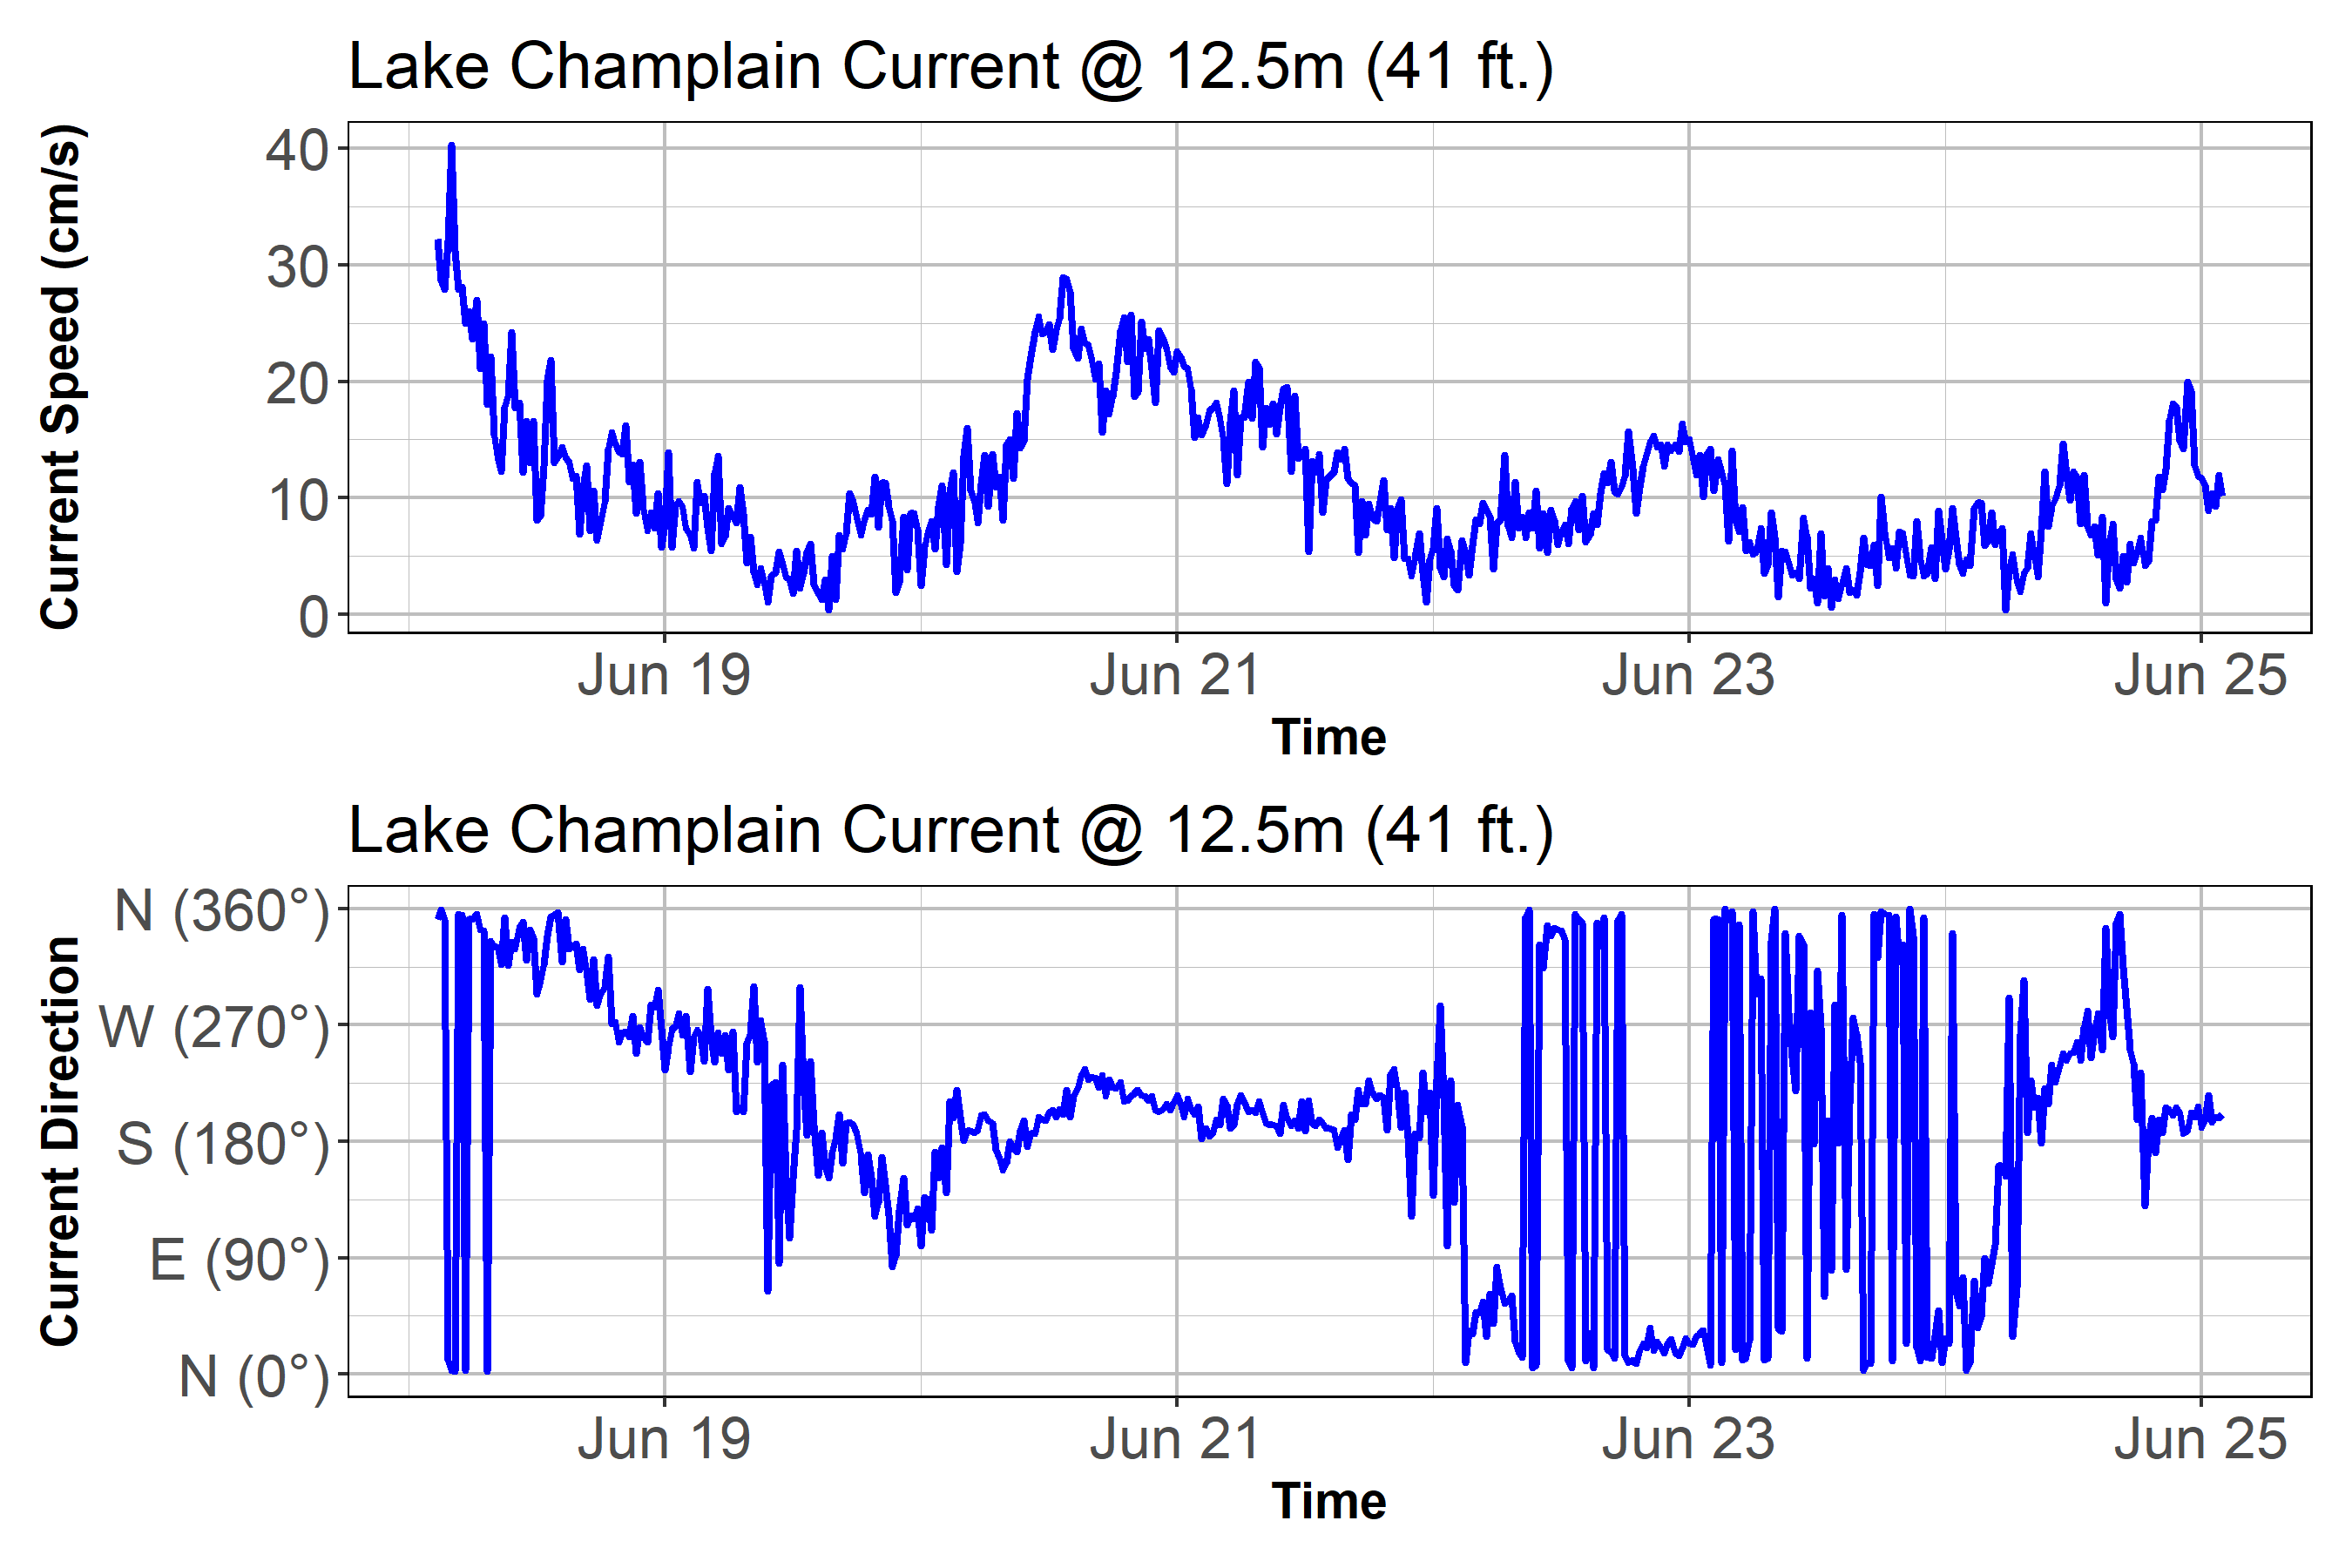 Lake Champlain Current @ 12.5m (41 ft.)
Current Speed (cm/s)
40
30
20
10
0
Jun 19 Jun 21 Jun 23 Jun 25
Time
Lake Champlain Current @ 12.5m (41 ft.)
Current Direction
N (360°)
W (270°)
S (180°)
E (90°)
N (0°)
Jun 19 Jun 21 Jun 23 Jun 25
Time